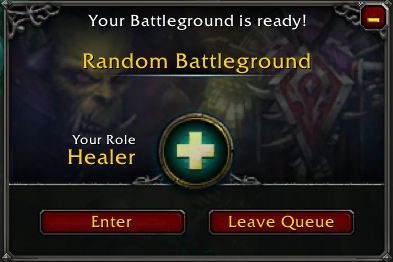 Your Battleground is ready!
Random Battleground
Your Role
Healer
Enter
Leave Queue